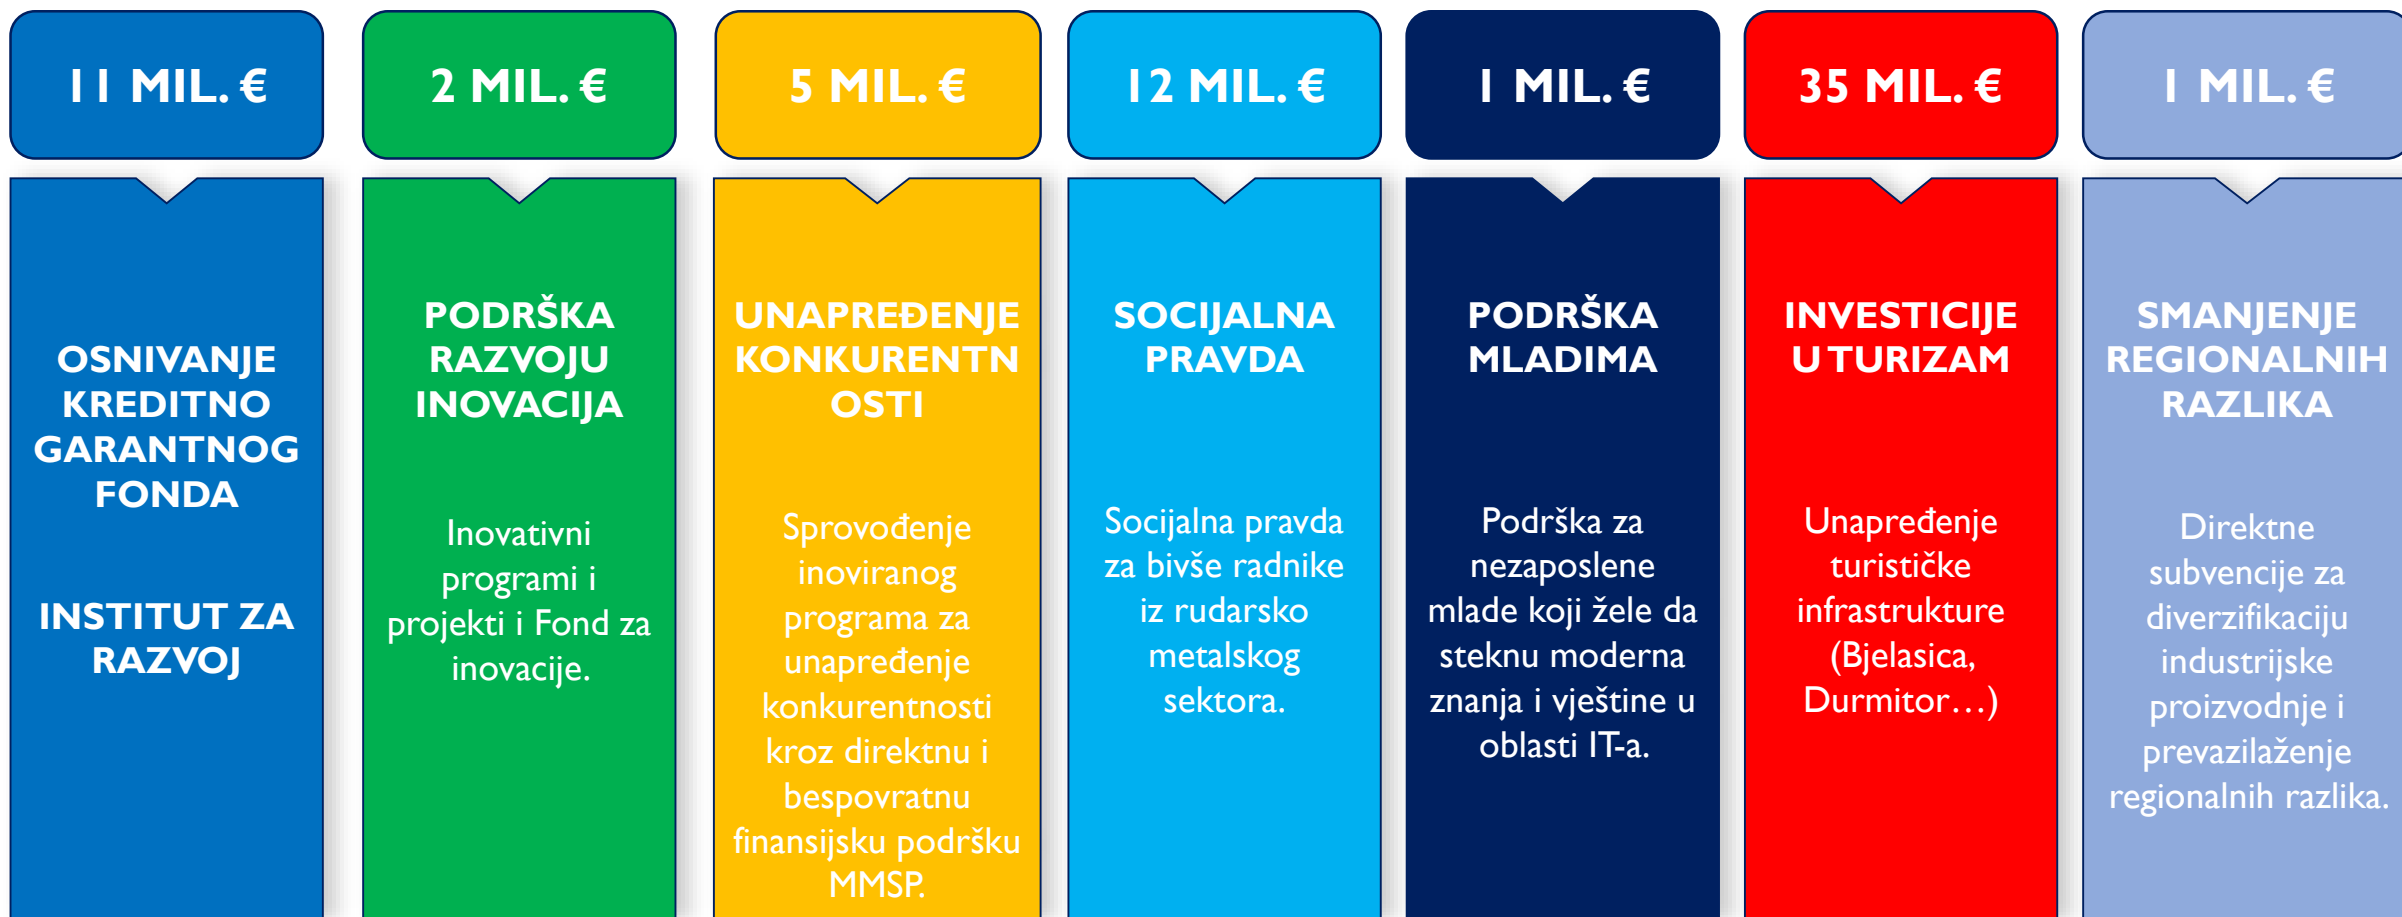 11 MIL. €
OSNIVANJE
KREDITNO
GARANTNOG
FONDA
INSTITUT ZA
RAZVOJ
2 MIL. €
PODRŠKA
RAZVOJU
INOVACIJA
Inovativni
programi i
projekti i Fond za
inovacije.
5 MIL. €
UNAPREĐENJE
KONKURENTN
OSTI
Sprovođenje
inoviranog
programa za
unapređenje
konkurentnosti
kroz direktnu i
bespovratnu
finansijsku podršku
MMSP.
12 MIL. €
SOCIJALNA
PRAVDA
Socijalna pravda
za bivše radnike
iz rudarsko
metalskog
sektora.
1 MIL. €
PODRŠKA
MLADIMA
Podrška za
nezaposlene
mlade koji žele da
steknu moderna
znanja i vještine u
oblasti IT-a.
35 MIL. €
INVESTICIJE
U TURIZAM
Unapređenje
turističke
infrastrukture
(Bjelasica,
Durmitor…)
1 MIL. €
SMANJENJE
REGIONALNIH
RAZLIKA
Direktne
subvencije za
diverzifikaciju
industrijske
proizvodnje i
prevazilaženje
regionalnih razlika.